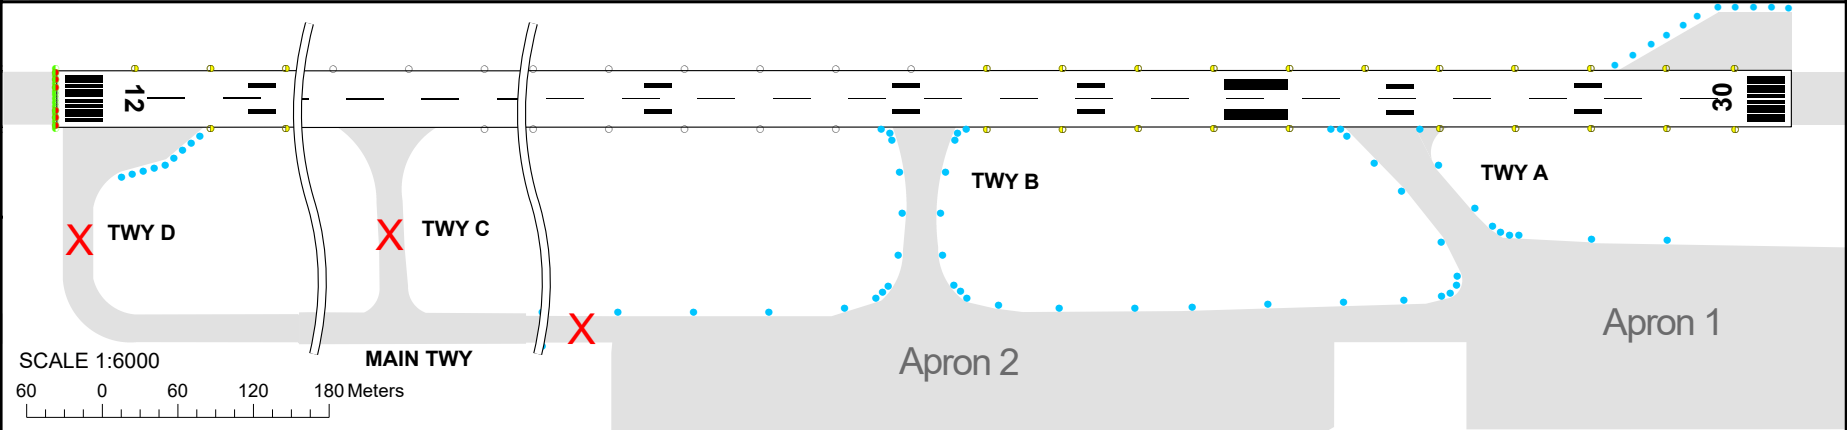 12
30
TWY A
TWY B
TWY D
X
X
TWY C
Apron 1
X
SCALE 1:6000
MAIN TWY
Apron 2
60 0 60 120 180 Meters